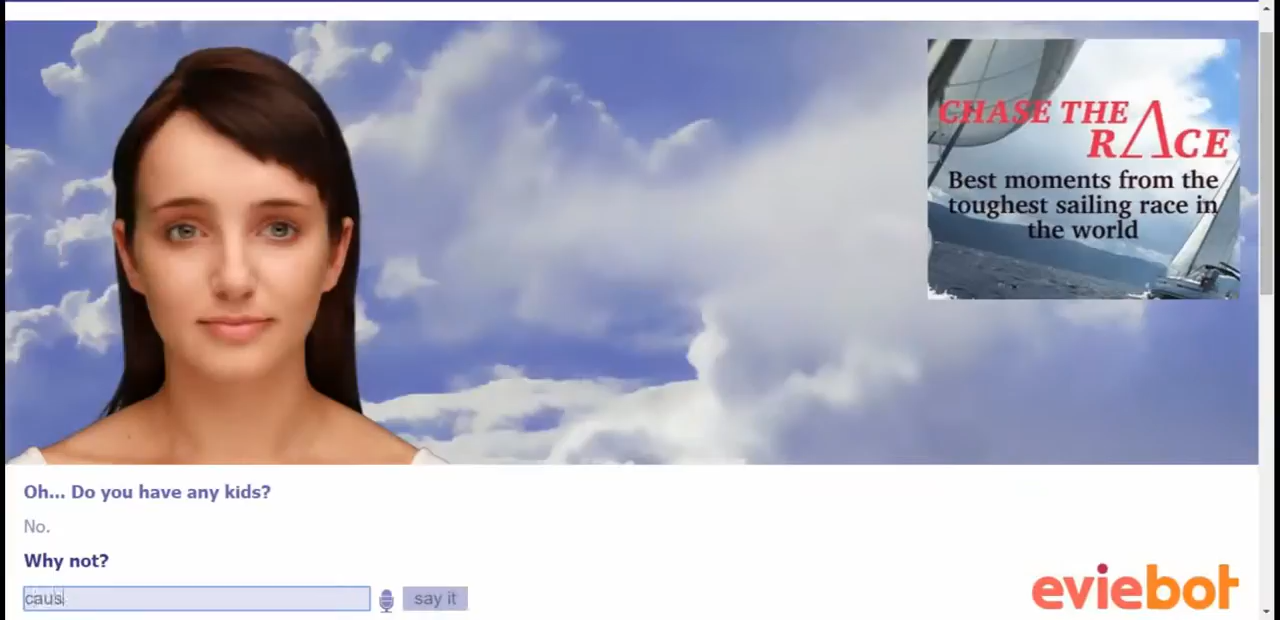 CHASE THE
RACE
Best moments from the
toughest sailing race in
the world
Oh... Do you have any kids?
No.
Why not?
caus
say it
eviebot